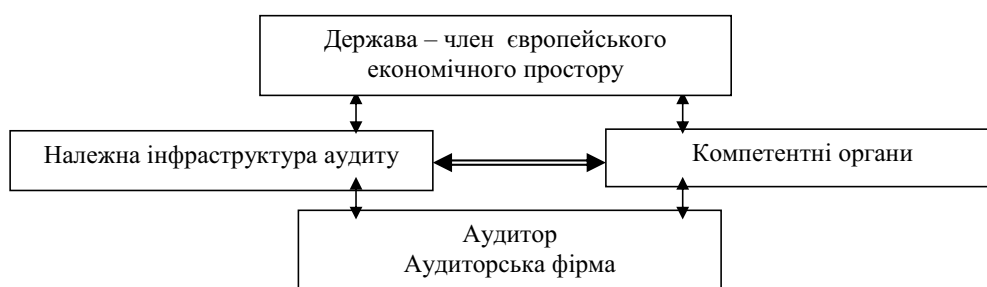 Держава – член європейського
економічного простору
Належна інфраструктура аудиту
Компетентні органи
Аудитор
Аудиторська фірма